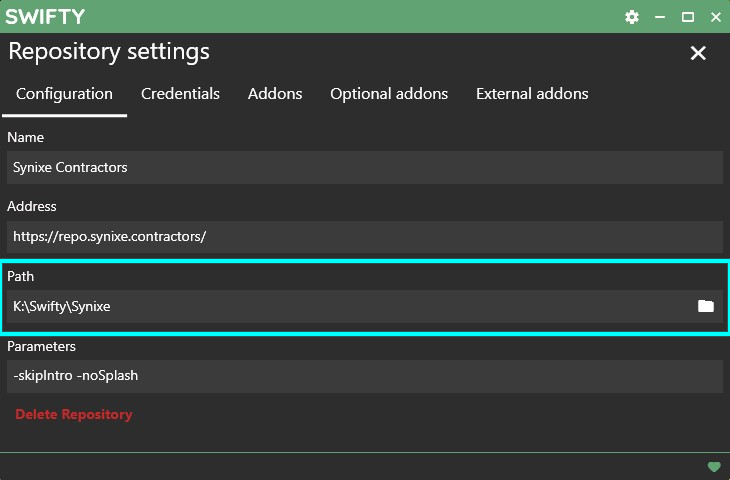 SWIFTY
Repository settings
Configuration Credentials Addons Optional addons External addons
Name
Synixe Contractors
Address
https://repo.synixe.contractors/
Path
K:\Swifty\Synixe
Parameters
-skipIntro -noSplash
Delete Repository